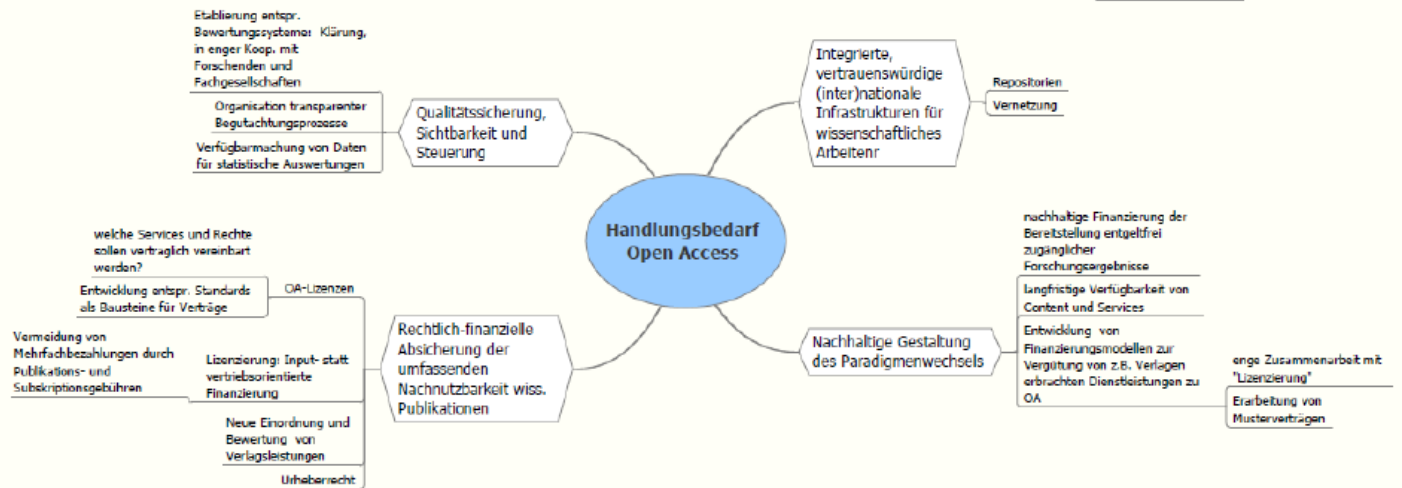 Handlungsbedarf
Open Access
Qualitätssicherung,
Sichtbarkeit und
Steuerung
Etablierung entspr.
Bewertungssysteme: Klärung,
in enger Koop. mit
Forschenden und
Fachgesellschaften
Organisation transparenter
Begutachtungsprozesse
Verfügbarmachung von Daten
für statistische Auswertungen
Integrierte,
vertrauenswürdige
(inter)nationale
Infrastrukturen für
wissenschaftliches
Arbeitenr
Repositorien
Vernetzung
Rechtlich-finanzielle
Absicherung der
umfassenden
Nachnutzbarkeit wiss.
Publikationen
OA-Lizenzen
welche Services und Rechte
sollen vertraglich vereinbart
werden?
Entwicklung entspr. Standards
als Bausteine für Verträge
Lizenzierung: Input- statt
vertriebsorientierte
Finanzierung
Vermeidung von
Mehrfachbezahlungen durch
Publikations- und
Subskriptionsgebühren
Neue Einordnung und
Bewertung von
Verlagsleistungen
Urheberrecht
Nachhaltige Gestaltung
des Paradigmenwechsels
nachhaltige Finanzierung der
Bereitstellung entgeltfrei
zugänglicher
Forschungsergebnisse
langfristige Verfügbarkeit von
Content und Services
Entwicklung von
Finanzierungsmodellen zur
Vergütung von z.B. Verlagen
erbrachten Dienstleistungen zu
OA
enge Zusammenarbeit mit
"Lizenzierung"
Erarbeitung von
Musterverträgen